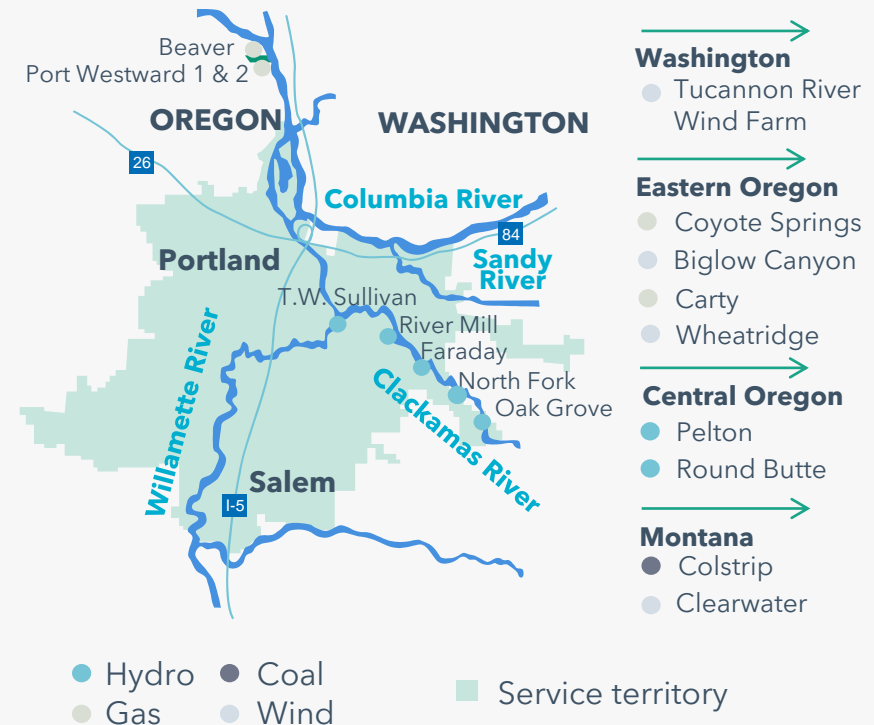 Beaver
Port Westward 1 & 2
OREGON
WASHINGTON
26
Columbia River
84
Portland
Sandy
River
T.W. Sullivan
River Mill
Faraday
North Fork
Oak Grove
Willamette River
Clackamas River
Salem
I-5
Washington
Tucannon River
Wind Farm
Eastern Oregon
Coyote Springs
Biglow Canyon
Carty
Wheatridge
Central Oregon
Pelton
Round Butte
Montana
Colstrip
Clearwater
Hydro
Coal
Gas
Wind
Service territory